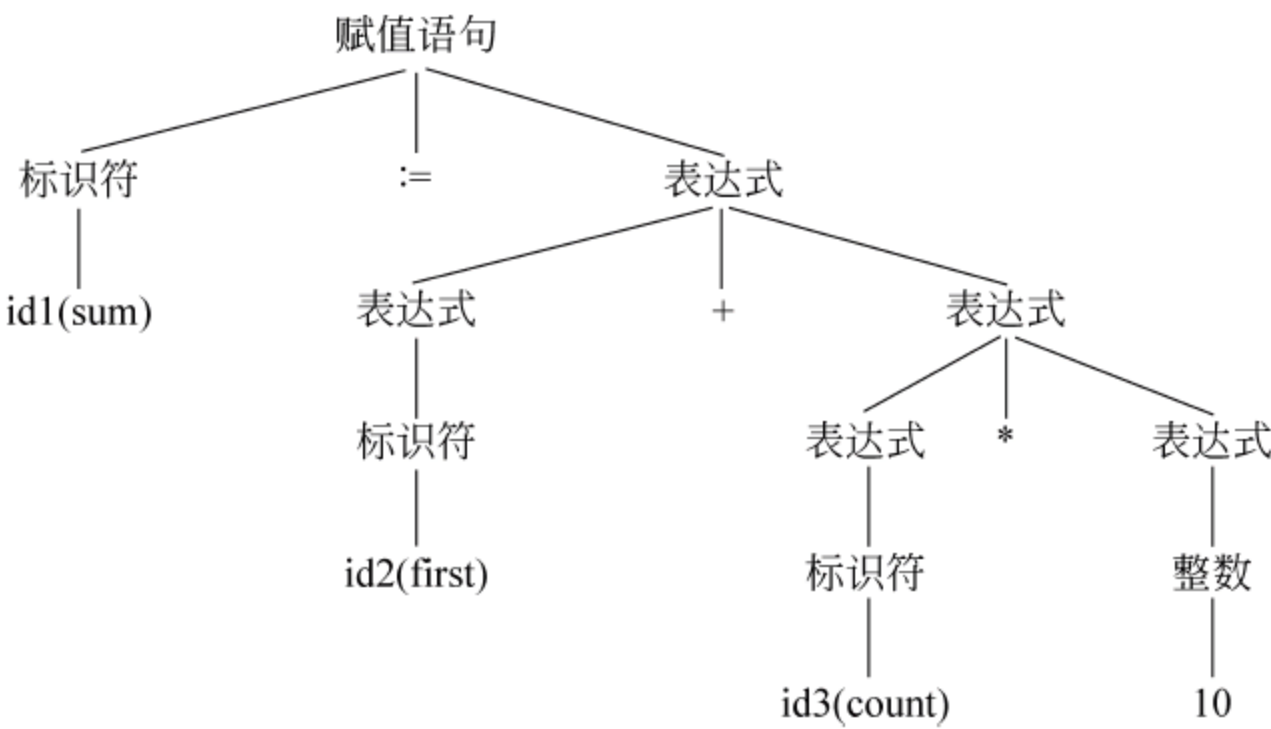 赋值语句
标识符 := 表达式
id1(sum) 表达式 + 表达式
标识符 表达式 * 表达式
id2(first) 标识符 整数
id3(count) 10